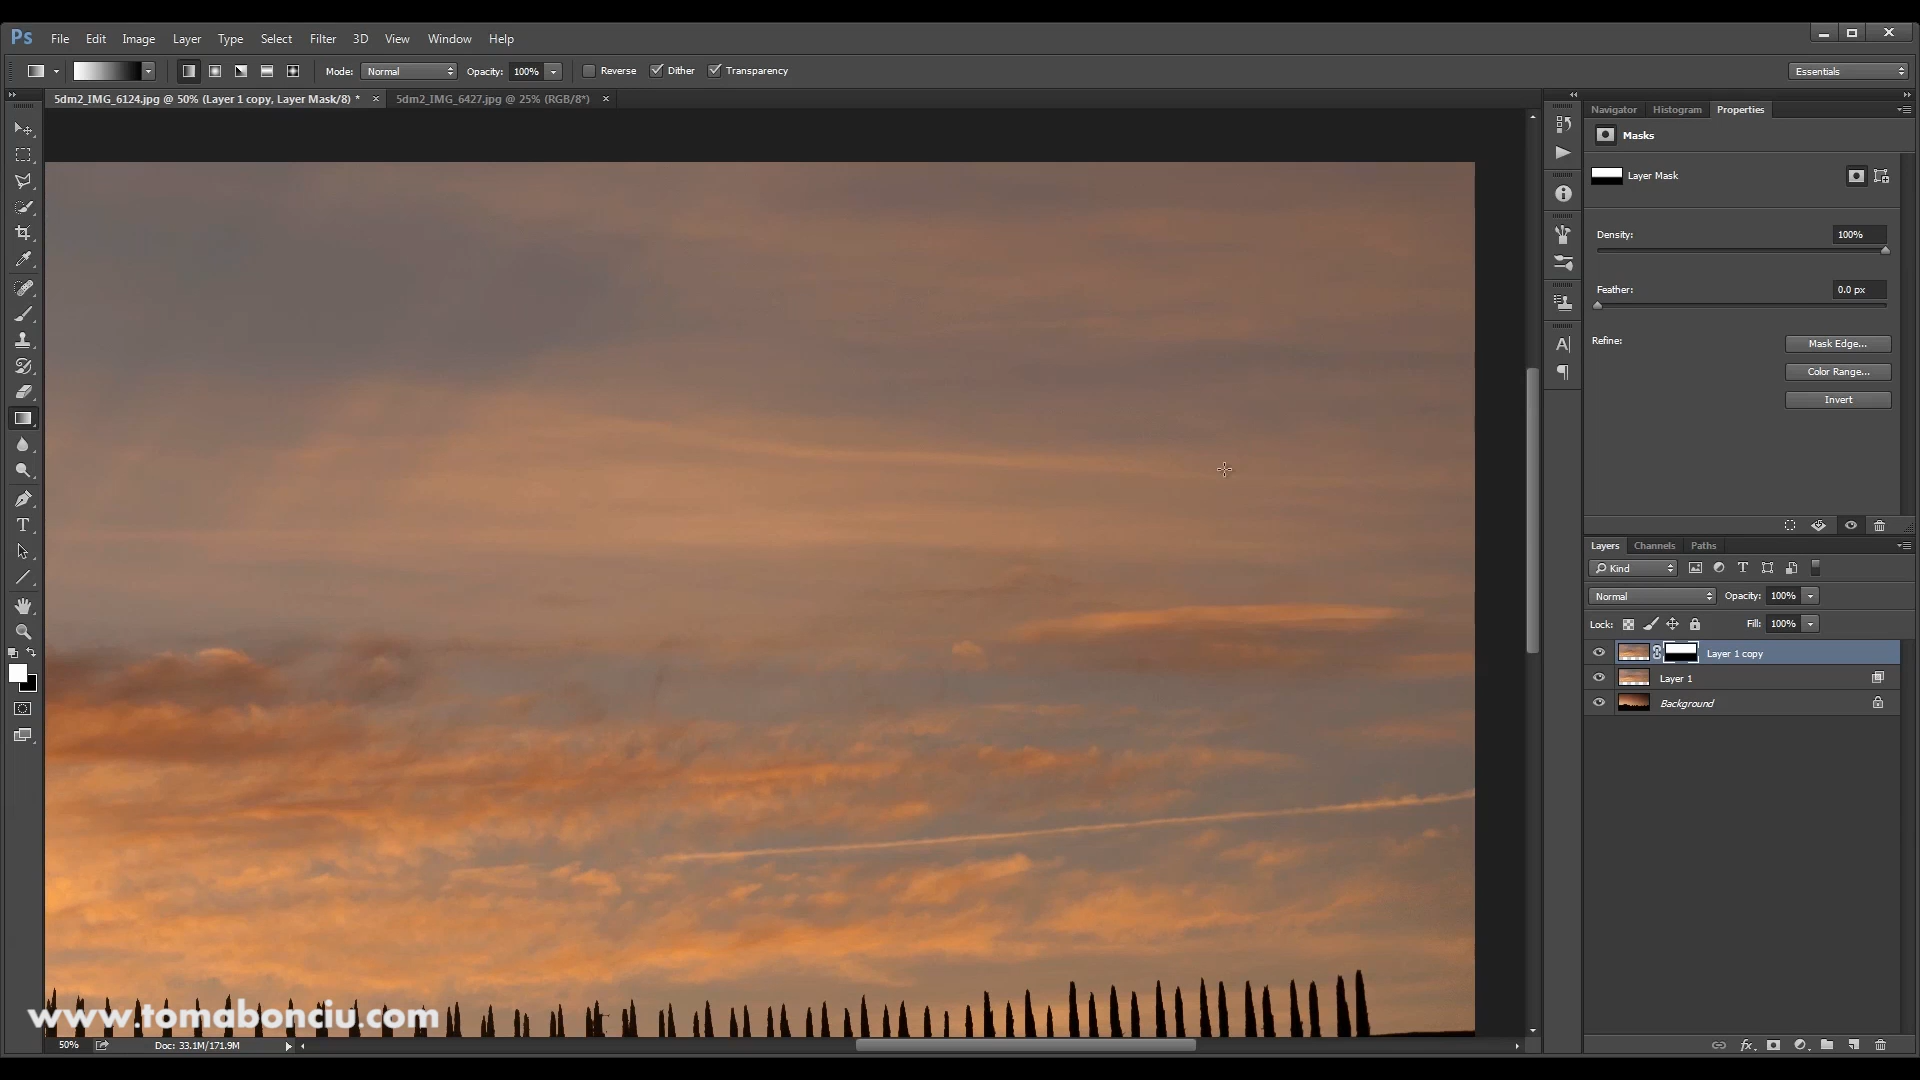 Ps File Edit Image Layer Type Select Filter 3D View Window Help
Mode: Normal Opacity: 100% Reverse Dither Transparency Essentials
5dm2_IMG_6124.jpg @ 50% (Layer 1 copy, Layer Mask/8) * × 5dm2_IMG_6427.jpg @ 25% (RGB/8*) ×
Navigator Histogram Properties
Masks
Layer Mask
Density: 100%
Feather: 0.0 px
Refine: Mask Edge...
Color Range...
Invert
Layers Channels Paths
Kind
Normal Opacity: 100%
Lock: Fill: 100%
Layer 1 copy
Layer 1
Background
www.tomabonciu.com
50% Doc: 33.1M/171.9M